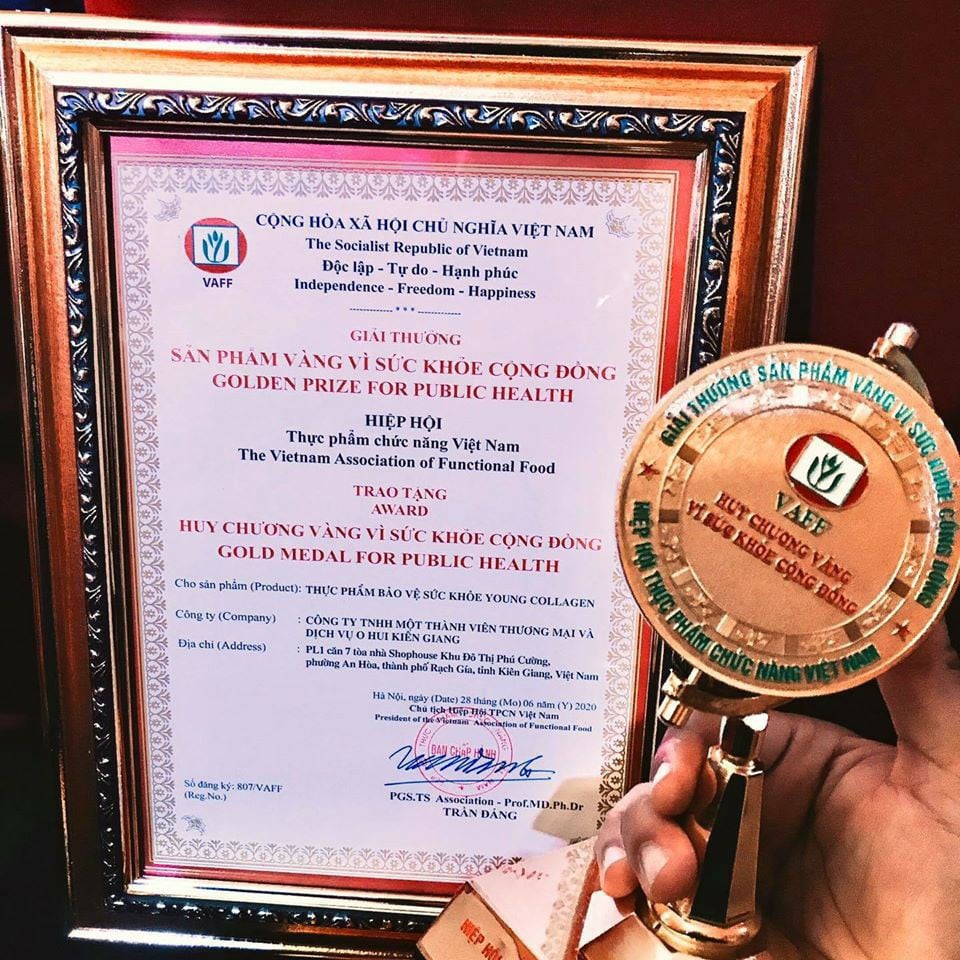 CỘNG HÒA XÃ HỘI CHỦ NGHĨA VIỆT NAM
The Socialist Republic of Vietnam
Độc lập - Tự do - Hạnh phúc
Independence - Freedom - Happiness
VAFF
GIẢI THƯỞNG
SẢN PHẨM VÀNG VÌ SỨC KHỎE CỘNG ĐỒNG
GOLDEN PRIZE FOR PUBLIC HEALTH
HIỆP HỘI
Thực phẩm chức năng Việt Nam
The Vietnam Association of Functional Food
TRAO TẶNG
AWARD
HUY CHƯƠNG VÀNG VÌ SỨC KHỎE CỘNG ĐỒNG
GOLD MEDAL FOR PUBLIC HEALTH
Cho sản phẩm (Product): THỰC PHẨM BẢO VỆ SỨC KHỎE YOUNG COLLAGEN
Công ty (Company) : CÔNG TY TNHH MỘT THÀNH VIÊN THƯƠNG MẠI VÀ
DỊCH VỤ O HUI KIÊN GIANG
Địa chỉ (Address) : PL1 căn 7 tòa nhà Shophouse Khu Đô Thị Phú Cường,
phường An Hòa, thành phố Rạch Gía, tỉnh Kiên Giang, Việt Nam
Hà Nội, ngày (Date) 28 tháng (Mo) 06 năm (Y) 2020
Chủ tịch Hiệp Hội TPCN Việt Nam
President of the Vietnam Association of Functional Food
BAN CHẤP HÀNH
Số đăng ký: 807/VAFF
(Reg.No.)
PGS.TS Association - Prof.MD.Ph.Dr
TRẦN ĐÁNG
GIẢI THƯỞNG SẢN PHẨM VÀNG VÌ SỨC KHỎE CỘNG ĐỒNG
VAFF
HUY CHƯƠNG VÀNG
VÌ SỨC KHỎE CỘNG ĐỒNG
HIỆP HỘI THỰC PHẨM CHỨC NĂNG VIỆT NAM
HIỆP